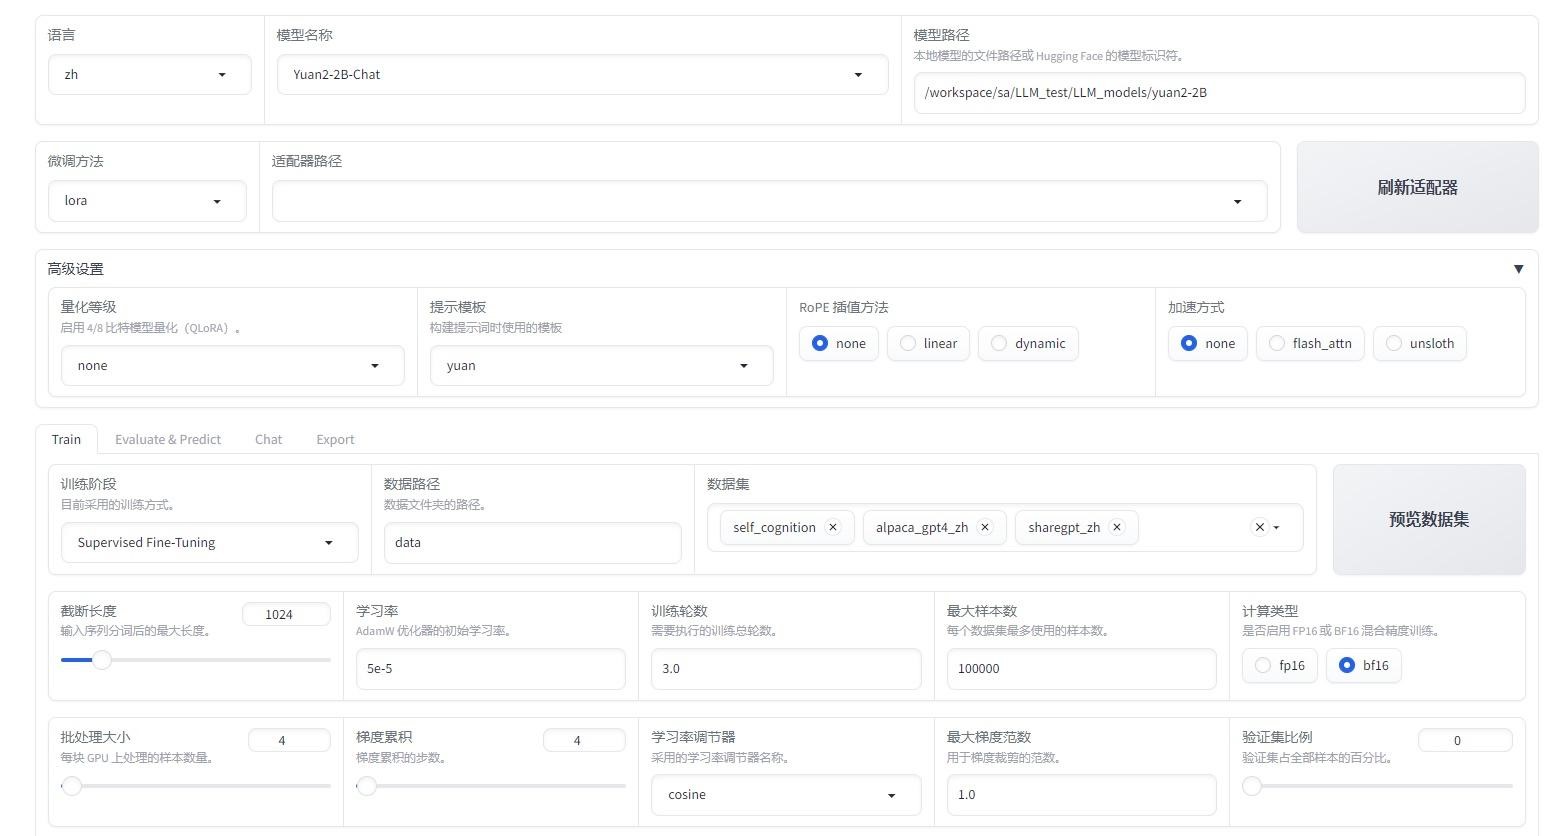 语言
zh
模型名称
Yuan2-2B-Chat
模型路径
本地模型的文件路径或 Hugging Face 的模型标识符。
/workspace/sa/LLM_test/LLM_models/yuan2-2B
微调方法
lora
适配器路径
刷新适配器
高级设置
▼
量化等级
启用 4/8 比特模型量化（QLoRA）。
none
提示模板
构建提示词时使用的模板
yuan
RoPE 插值方法
none linear dynamic
加速方式
none flash_attn unsloth
Train Evaluate & Predict Chat Export
训练阶段
目前采用的训练方式。
Supervised Fine-Tuning
数据路径
数据文件夹的路径。
data
数据集
self_cognition × alpaca_gpt4_zh × sharegpt_zh × ×
预览数据集
截断长度 1024
输入序列分词后的最大长度。
学习率
AdamW 优化器的初始学习率。
5e-5
训练轮数
需要执行的训练总轮数。
3.0
最大样本数
每个数据集最多使用的样本数。
100000
计算类型
是否启用 FP16 或 BF16 混合精度训练。
fp16 bf16
批处理大小 4
每块 GPU 上处理的样本数量。
梯度累积 4
梯度累积的步数。
学习率调节器
采用的学习率调节器名称。
cosine
最大梯度范数
用于梯度裁剪的范数。
1.0
验证集比例 0
验证集占全部样本的百分比。